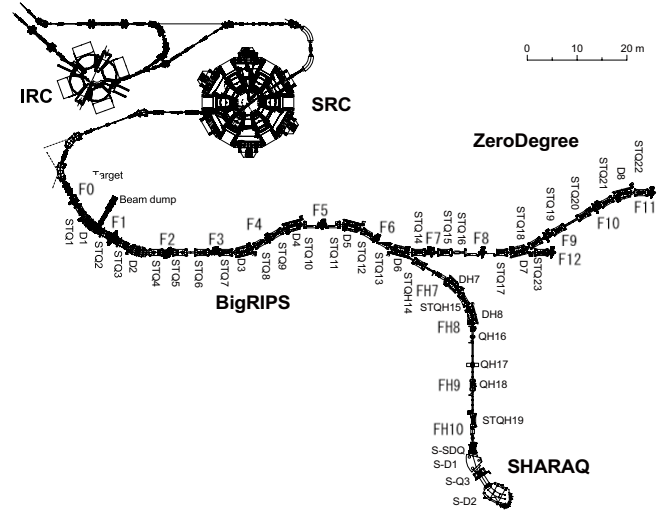 0
10
20 m
IRC
SRC
ZeroDegree
Target
Beam dump
F0
F1
STQ1
D1
STQ2
STQ3
D2
STQ4
F2
STQ5
STQ6
F3
STQ7
D3
F4
STQ8
STQ9
D4
F5
STQ10
STQ11
D5
STQ12
F6
STQ13
D6
STQ14
F7
STQ15
STQ16
F8
STQ17
STQ18
D7
STQ19
STQ23
F9
F12
STQ20
STQ21
F10
D8
STQ22
F11
BigRIPS
STQH14
FH7
DH7
STQH15
DH8
FH8
QH16
QH17
FH9
QH18
STQH19
FH10
S-SDQ
S-D1
S-Q3
S-D2
SHARAQ